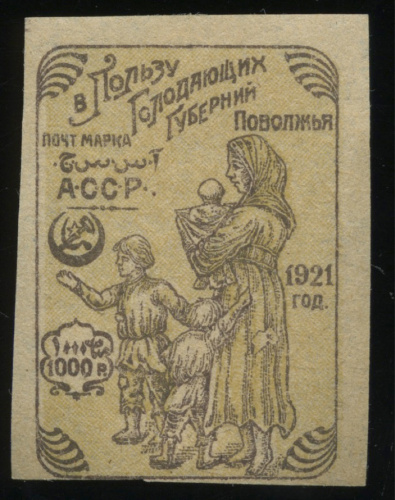 В Пользу
Голодающих
Губерний
Поволжья
ПОЧТ. МАРКА
А·С·С·Р·
1921
год.
1000 р.